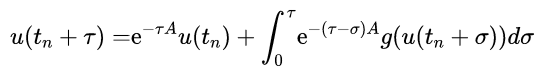 u(t_n + τ) =e^{-τA}u(t_n) + ∫_0^τ e^{-(τ-σ)A}g(u(t_n + σ))dσ